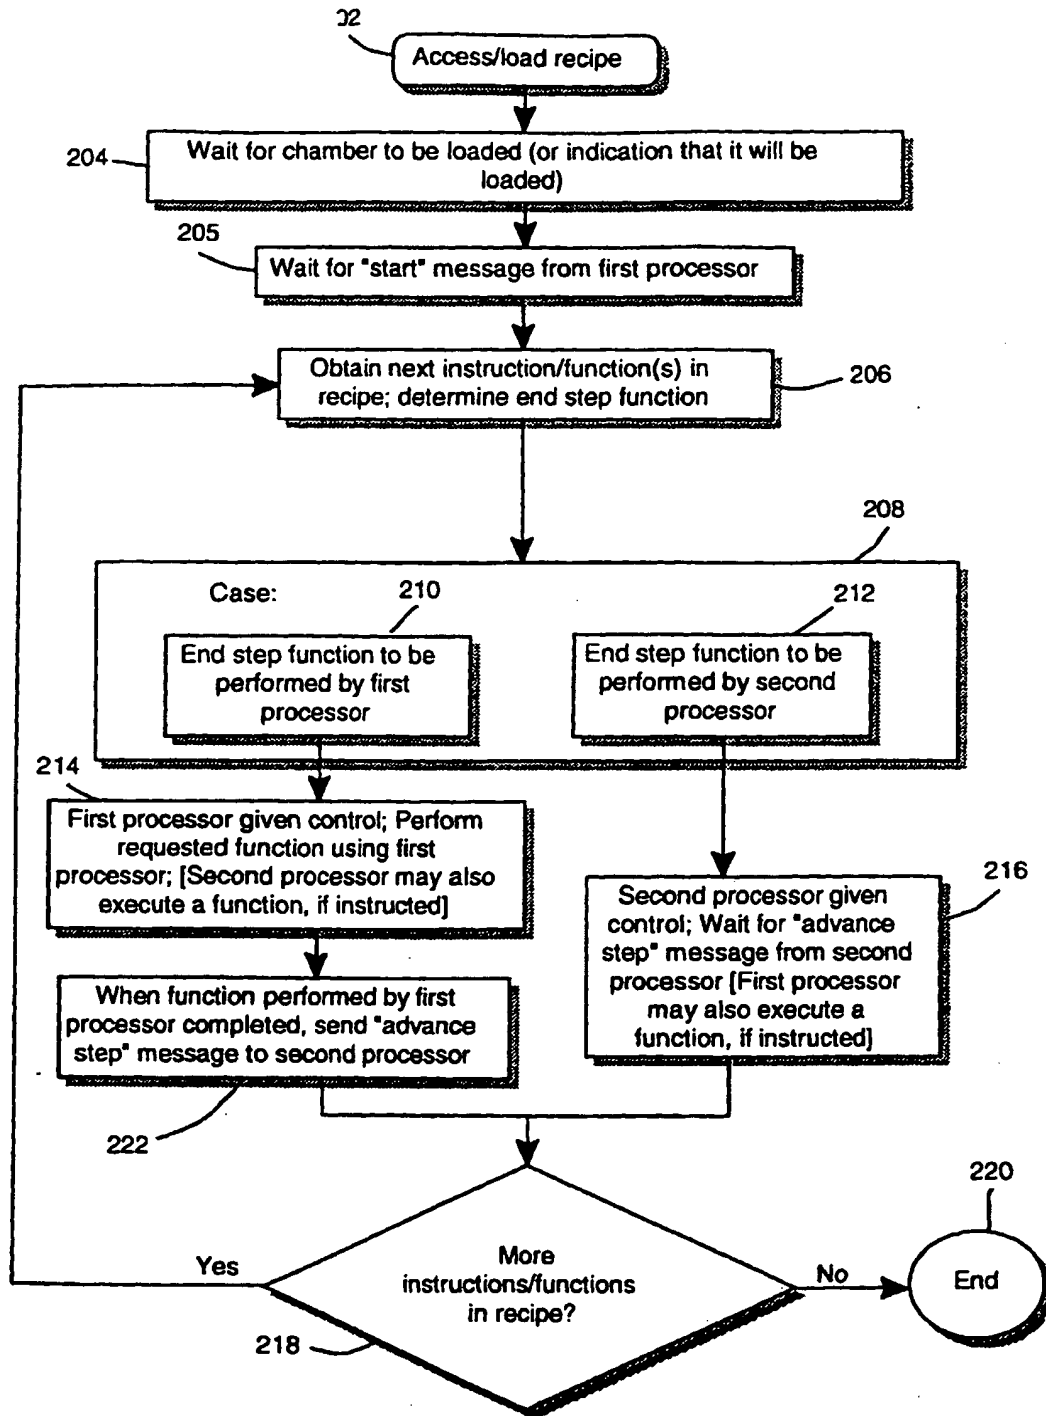 02
Access/load recipe
204
Wait for chamber to be loaded (or indication that it will be
loaded)
205
Wait for "start" message from first processor
Obtain next instruction/function(s) in
recipe; determine end step function
206
208
Case:
210
212
End step function to be
performed by first
processor
End step function to be
performed by second
processor
214
First processor given control; Perform
requested function using first
processor; [Second processor may also
execute a function, if instructed]
Second processor given
control; Wait for "advance
step" message from second
processor [First processor
may also execute a
function, if instructed]
216
When function performed by first
processor completed, send "advance
step" message to second processor
222
More
instructions/functions
in recipe?
Yes
No
218
220
End